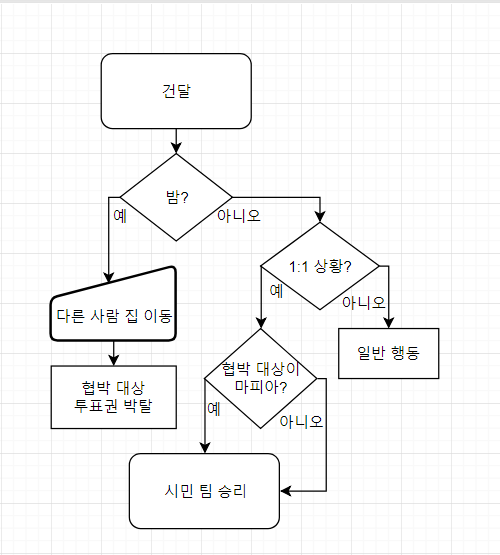 건달
밤?
예
아니오
1:1 상황?
예
아니오
다른 사람 집 이동
일반 행동
협박 대상
투표권 박탈
협박 대상이
마피아?
예
아니오
시민 팀 승리